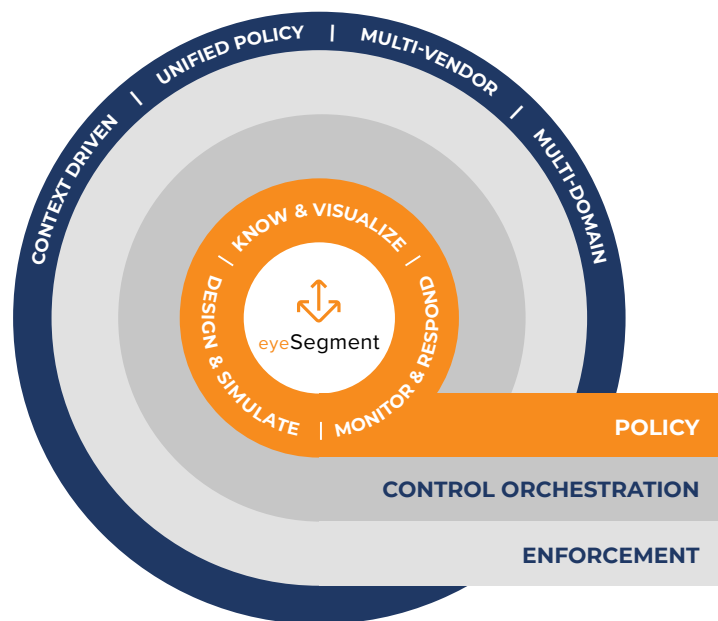 CONTEXT DRIVEN | UNIFIED POLICY | MULTI-VENDOR | MULTI-DOMAIN
DESIGN & SIMULATE | KNOW & VISUALIZE | MONITOR & RESPOND |
eyeSegment
POLICY
CONTROL ORCHESTRATION
ENFORCEMENT